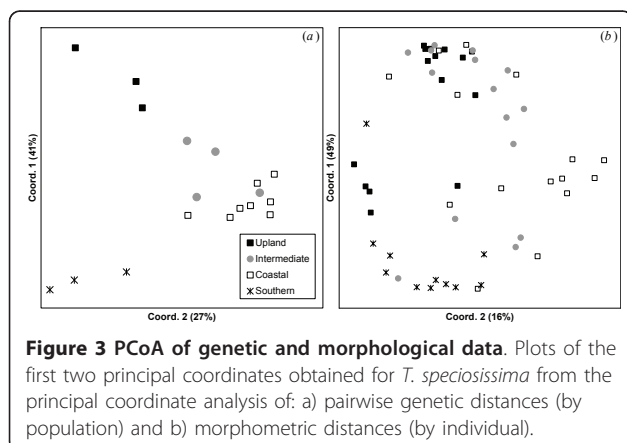 (a)
(b)
Coord. 1 (41%)
Coord. 1 (49%)
Upland
Intermediate
Coastal
Southern
Coord. 2 (27%)
Coord. 2 (16%)
Figure 3 PCoA of genetic and morphological data. Plots of the
first two principal coordinates obtained for T. speciosissima from the
principal coordinate analysis of: a) pairwise genetic distances (by
population) and b) morphometric distances (by individual).